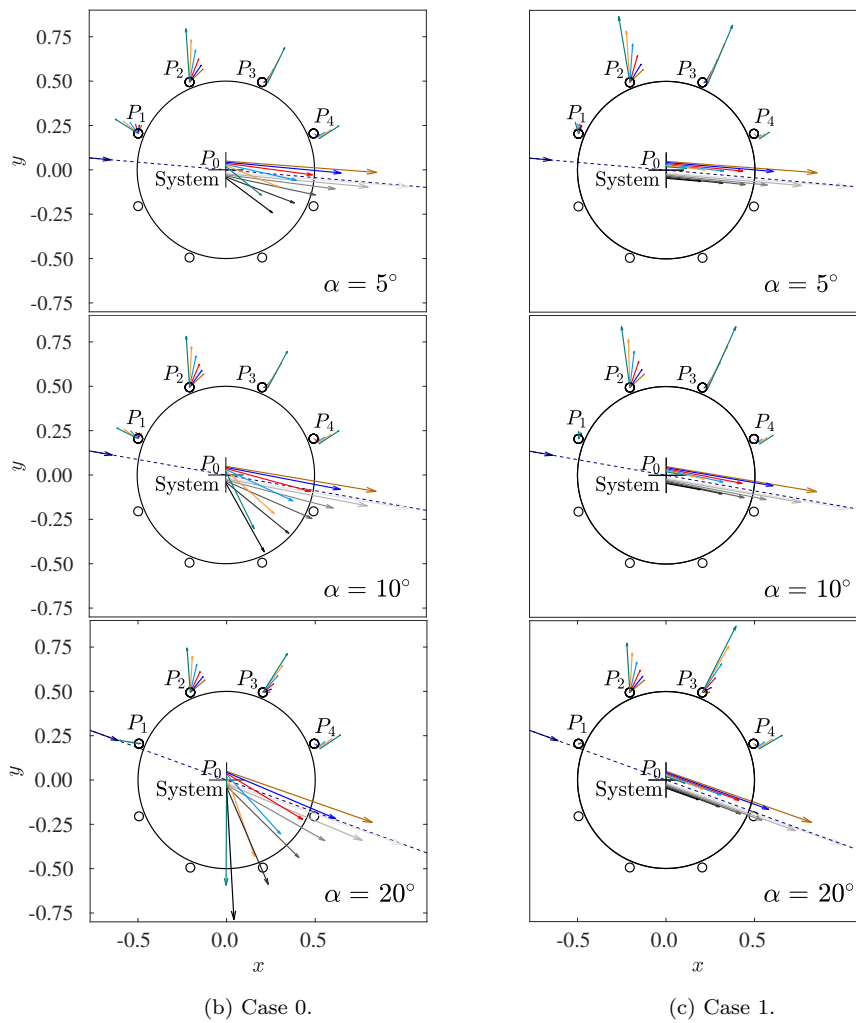 0.75
0.50
0.25
0.00
-0.25
-0.50
-0.75
y
P₁
P₂
P₃
P₄
P₀
System
α = 5°
P₁
P₂
P₃
P₄
P₀
System
α = 5°
0.75
0.50
0.25
0.00
-0.25
-0.50
-0.75
y
P₁
P₂
P₃
P₄
P₀
System
α = 10°
P₁
P₂
P₃
P₄
P₀
System
α = 10°
0.75
0.50
0.25
0.00
-0.25
-0.50
-0.75
y
P₁
P₂
P₃
P₄
P₀
System
α = 20°
P₁
P₂
P₃
P₄
P₀
System
α = 20°
-0.5 0.0 0.5
x
-0.5 0.0 0.5
x
(b) Case 0.
(c) Case 1.